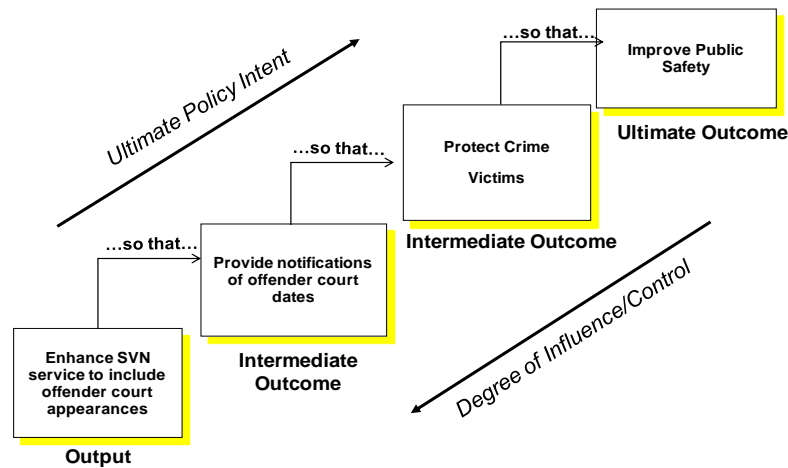 …so that…
Improve Public
Safety
Ultimate Outcome
Ultimate Policy Intent
…so that…
Protect Crime
Victims
Intermediate Outcome
…so that…
Provide notifications
of offender court
dates
Intermediate
Outcome
Enhance SVN
service to include
offender court
appearances
Output
Degree of Influence/Control